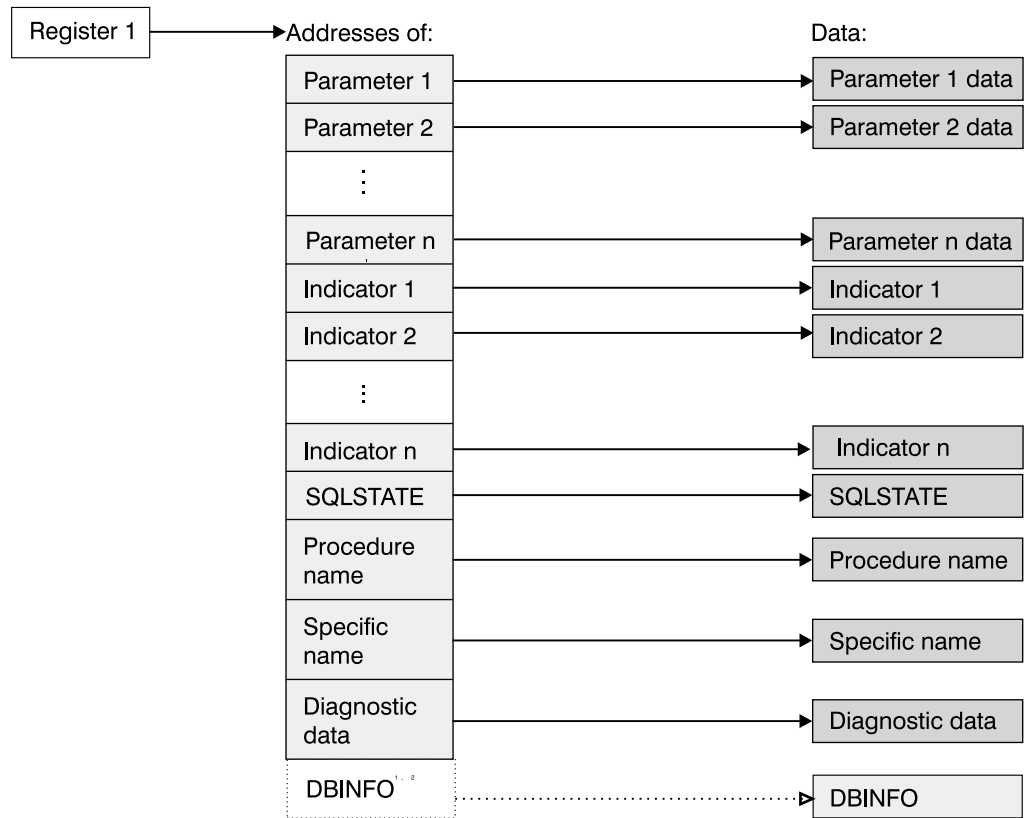 Register 1
Addresses of:
Data:
Parameter 1
Parameter 1 data
Parameter 2
Parameter 2 data
Parameter n
Parameter n data
Indicator 1
Indicator 1
Indicator 2
Indicator 2
Indicator n
Indicator n
SQLSTATE
SQLSTATE
Procedure
name
Procedure name
Specific
name
Specific name
Diagnostic
data
Diagnostic data
DBINFO 1, 2
DBINFO